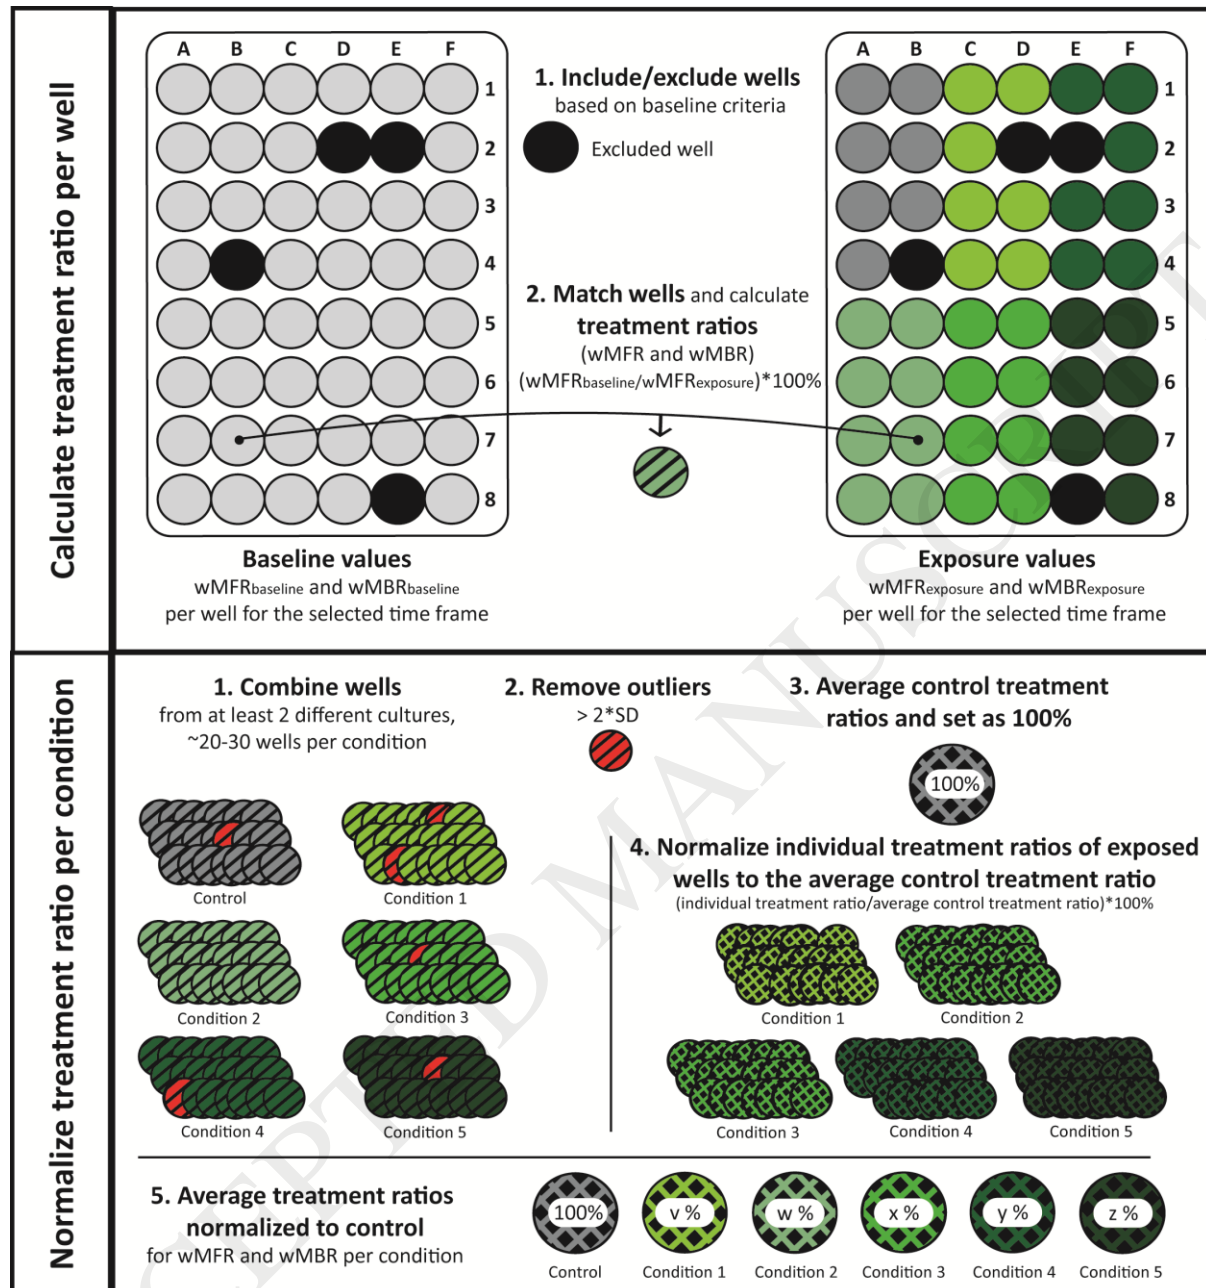 Calculate treatment ratio per well
A B C D E F
1
2
3
4
5
6
7
8
Baseline values
wMFRbaseline and wMBRbaseline
per well for the selected time frame
1. Include/exclude wells
based on baseline criteria
Excluded well
2. Match wells and calculate
treatment ratios
(wMFR and wMBR)
(wMFRbaseline/wMFRexposure)*100%
A B C D E F
1
2
3
4
5
6
7
8
Exposure values
wMFRexposure and wMBRexposure
per well for the selected time frame
Normalize treatment ratio per condition
1. Combine wells
from at least 2 different cultures,
~20-30 wells per condition
2. Remove outliers
> 2*SD
3. Average control treatment
ratios and set as 100%
100%
Control
Condition 1
Condition 2
Condition 3
Condition 4
Condition 5
4. Normalize individual treatment ratios of exposed
wells to the average control treatment ratio
(individual treatment ratio/average control treatment ratio)*100%
Condition 1
Condition 2
Condition 3
Condition 4
Condition 5
5. Average treatment ratios
normalized to control
for wMFR and wMBR per condition
100%
v %
w %
x %
y %
z %
Control
Condition 1
Condition 2
Condition 3
Condition 4
Condition 5
CEPTED MANUSCRIPT